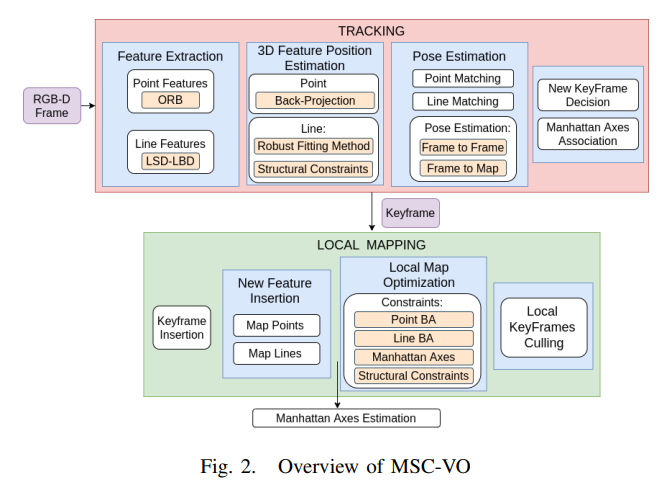 TRACKING
RGB-D
Frame
Feature Extraction
Point Features
ORB
Line Features
LSD-LBD
3D Feature Position
Estimation
Point
Back-Projection
Line:
Robust Fitting Method
Structural Constraints
Pose Estimation
Point Matching
Line Matching
Pose Estimation:
Frame to Frame
Frame to Map
New KeyFrame
Decision
Manhattan Axes
Association
Keyframe
LOCAL MAPPING
Keyframe
Insertion
New Feature
Insertion
Map Points
Map Lines
Local Map
Optimization
Constraints:
Point BA
Line BA
Manhattan Axes
Structural Constraints
Local
KeyFrames
Culling
Manhattan Axes Estimation
Fig. 2. Overview of MSC-VO